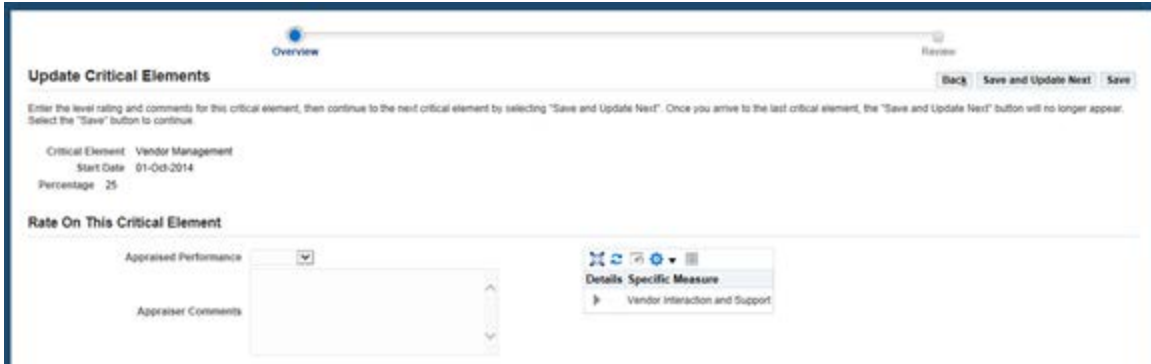 Overview
Review
Update Critical Elements
Back Save and Update Next Save
Enter the level rating and comments for this critical element, then continue to the next critical element by selecting "Save and Update Next". Once you arrive to the last critical element, the "Save and Update Next" button will no longer appear.
Select the "Save" button to continue.
Critical Element Vendor Management
Start Date 01-Oct-2014
Percentage 25
Rate On This Critical Element
Appraised Performance
Appraiser Comments
Details Specific Measure
Vendor Interaction and Support